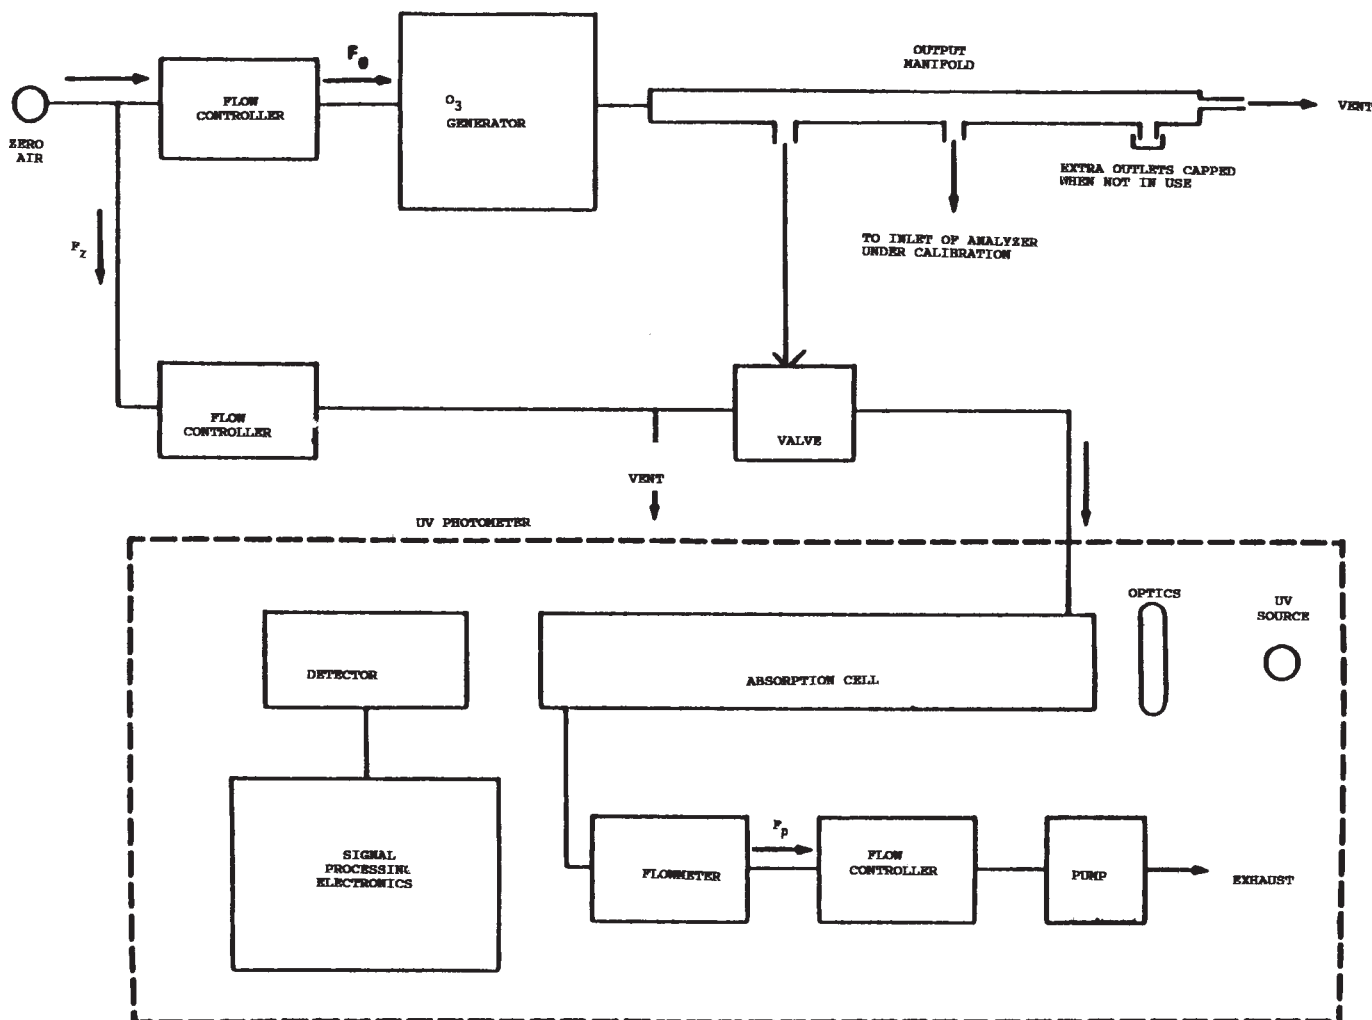 OUTPUT
MANIFOLD
Fθ
FLOW
CONTROLLER
O3
GENERATOR
VENT
ZERO
AIR
EXTRA OUTLETS CAPPED
WHEN NOT IN USE
Fz
TO INLET OF ANALYZER
UNDER CALIBRATION
FLOW
CONTROLLER
VALVE
VENT
UV PHOTOMETER
OPTICS
UV
SOURCE
DETECTOR
ABSORPTION CELL
Fp
SIGNAL
PROCESSING
ELECTRONICS
FLOWMETER
FLOW
CONTROLLER
PUMP
EXHAUST